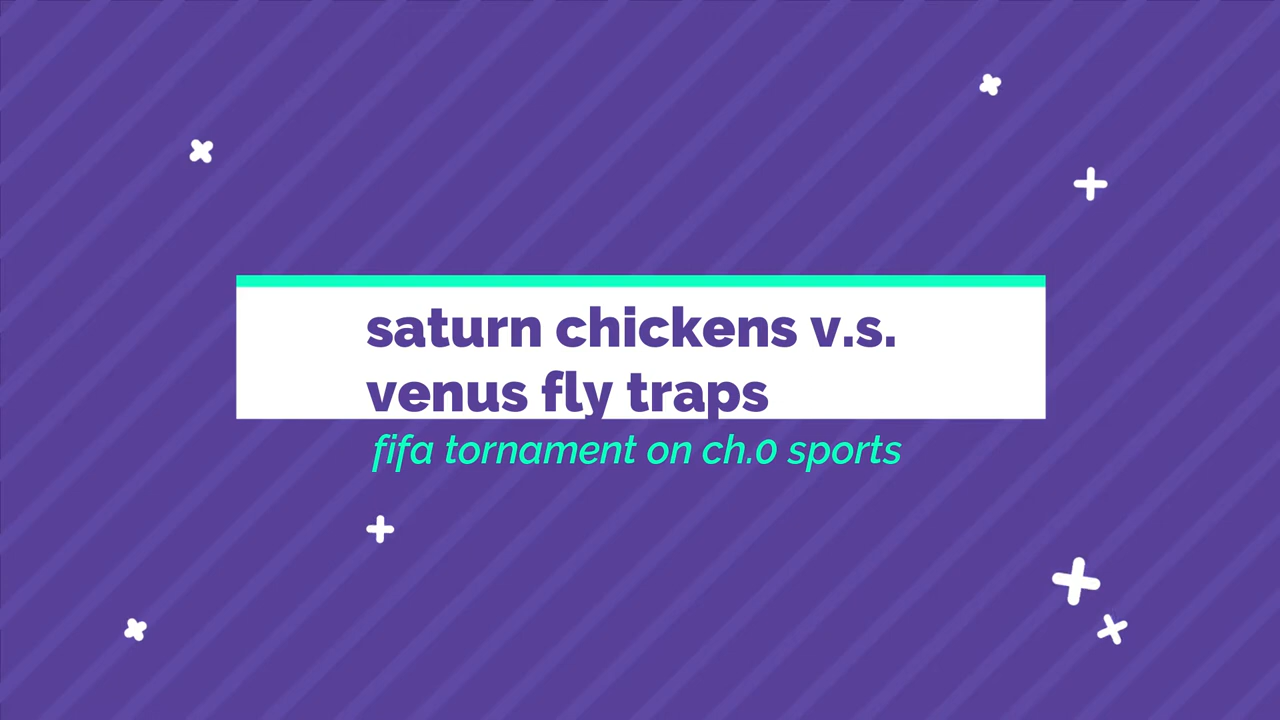 saturn chickens v.s.
venus fly traps
fifa tornament on ch.0 sports